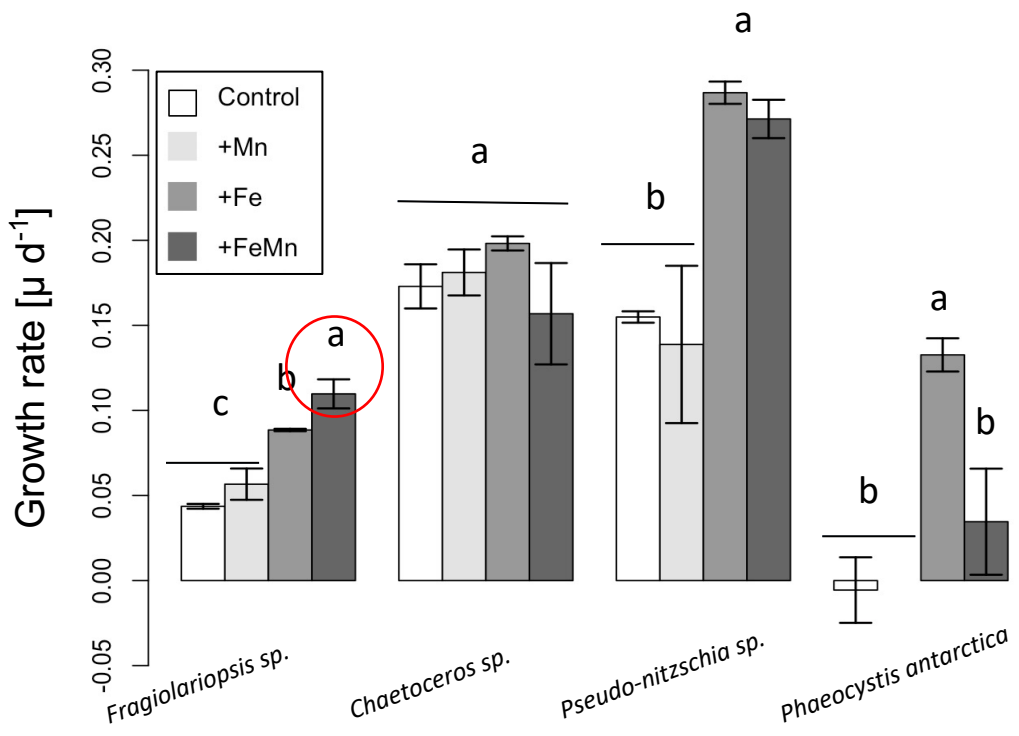 a
0.30
Control
+Mn
+Fe
+FeMn
0.25
a
b
0.20
0.15
a
a
b
c
0.10
b
b
0.05
0.00
-0.05
Growth rate [µ d-1]
Fragiolariopsis sp.
Chaetoceros sp.
Pseudo-nitzschia sp.
Phaeocystis antarctica